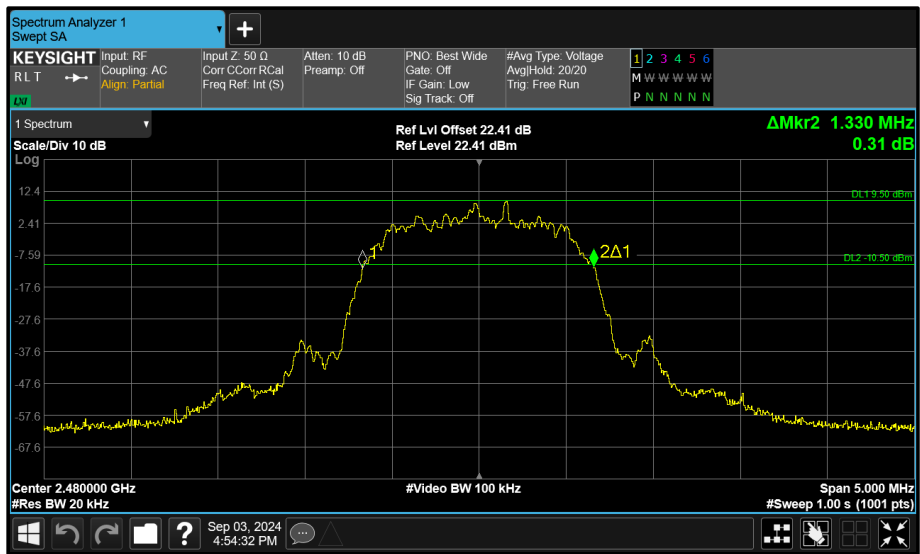 Spectrum Analyzer 1
Swept SA
+
KEYSIGHT
R L T
LXI
Input: RF
Coupling: AC
Align: Partial
Input Z: 50 Ω
Corr CCorr RCal
Freq Ref: Int (S)
Atten: 10 dB
Preamp: Off
PNO: Best Wide
Gate: Off
IF Gain: Low
Sig Track: Off
#Avg Type: Voltage
Avg|Hold: 20/20
Trig: Free Run
1 2 3 4 5 6
M W W W W W
P N N N N N
1 Spectrum
Scale/Div 10 dB
Log
Ref Lvl Offset 22.41 dB
Ref Level 22.41 dBm
ΔMkr2 1.330 MHz
0.31 dB
12.4
DL1 9.50 dBm
2.41
-7.59
1
2Δ1
DL2 -10.50 dBm
-17.6
-27.6
-37.6
-47.6
-57.6
-67.6
Center 2.480000 GHz
#Video BW 100 kHz
Span 5.000 MHz
#Res BW 20 kHz
#Sweep 1.00 s (1001 pts)
?
Sep 03, 2024
4:54:32 PM
...